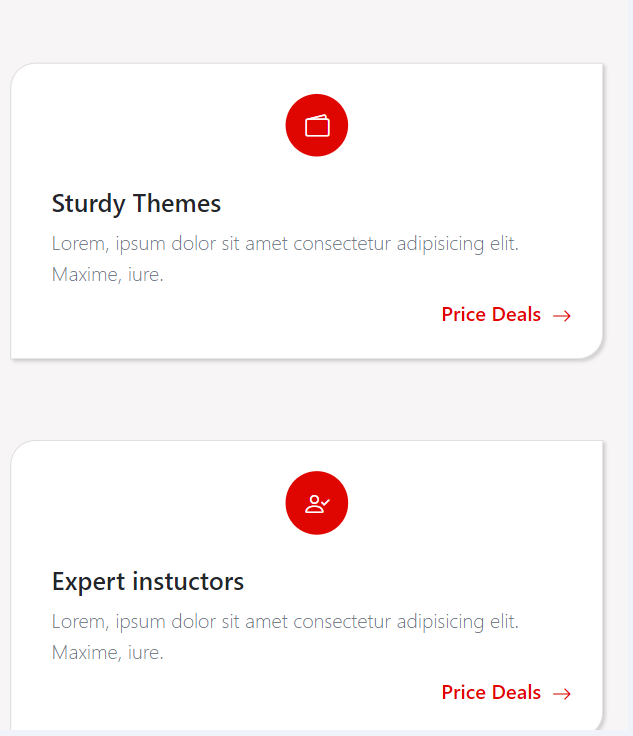 Sturdy Themes
Lorem, ipsum dolor sit amet consectetur adipisicing elit.
Maxime, iure.
Price Deals
Expert instuctors
Lorem, ipsum dolor sit amet consectetur adipisicing elit.
Maxime, iure.
Price Deals